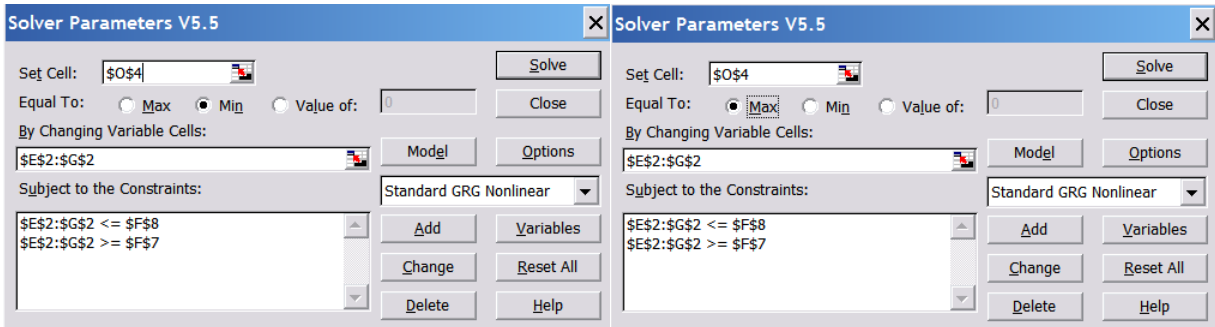 Solver Parameters V5.5
Set Cell: $O$4 Solve
Equal To: Max Min Value of: 0 Close
By Changing Variable Cells:
$E$2:$G$2 Model Options
Subject to the Constraints: Standard GRG Nonlinear
$E$2:$G$2 <= $F$8 Add Variables
$E$2:$G$2 >= $F$7
Change Reset All
Delete Help
Solver Parameters V5.5
Set Cell: $O$4 Solve
Equal To: Max Min Value of: 0 Close
By Changing Variable Cells:
$E$2:$G$2 Model Options
Subject to the Constraints: Standard GRG Nonlinear
$E$2:$G$2 <= $F$8 Add Variables
$E$2:$G$2 >= $F$7
Change Reset All
Delete Help